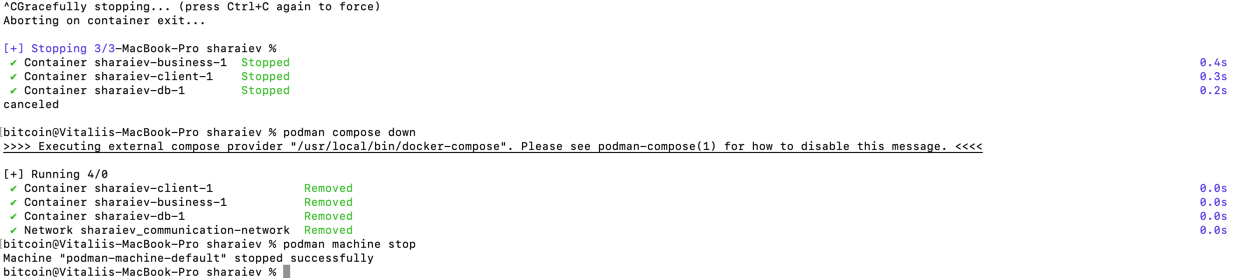 ^CGracefully stopping... (press Ctrl+C again to force)
Aborting on container exit...
[+] Stopping 3/3-MacBook-Pro sharaiev %
✔ Container sharaiev-business-1  Stopped 0.4s
✔ Container sharaiev-client-1    Stopped 0.3s
✔ Container sharaiev-db-1        Stopped 0.2s
canceled
[bitcoin@Vitaliis-MacBook-Pro sharaiev % podman compose down
>>>> Executing external compose provider "/usr/local/bin/docker-compose". Please see podman-compose(1) for how to disable this message. <<<<
[+] Running 4/0
✔ Container sharaiev-client-1             Removed 0.0s
✔ Container sharaiev-business-1           Removed 0.0s
✔ Container sharaiev-db-1                 Removed 0.0s
✔ Network sharaiev_communication-network  Removed 0.0s
[bitcoin@Vitaliis-MacBook-Pro sharaiev % podman machine stop
Machine "podman-machine-default" stopped successfully
bitcoin@Vitaliis-MacBook-Pro sharaiev %